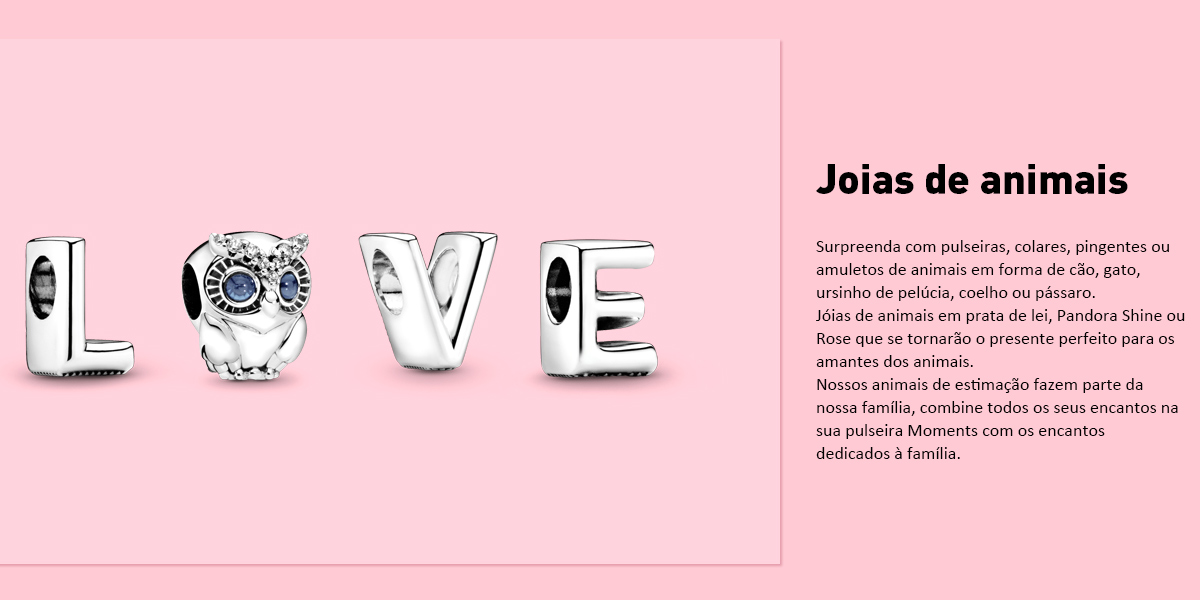 L VE
Joias de animais
Surpreenda com pulseiras, colares, pingentes ou
amuletos de animais em forma de cão, gato,
ursinho de pelúcia, coelho ou pássaro.
Jóias de animais em prata de lei, Pandora Shine ou
Rose que se tornarão o presente perfeito para os
amantes dos animais.
Nossos animais de estimação fazem parte da
nossa família, combine todos os seus encantos na
sua pulseira Moments com os encantos
dedicados à família.